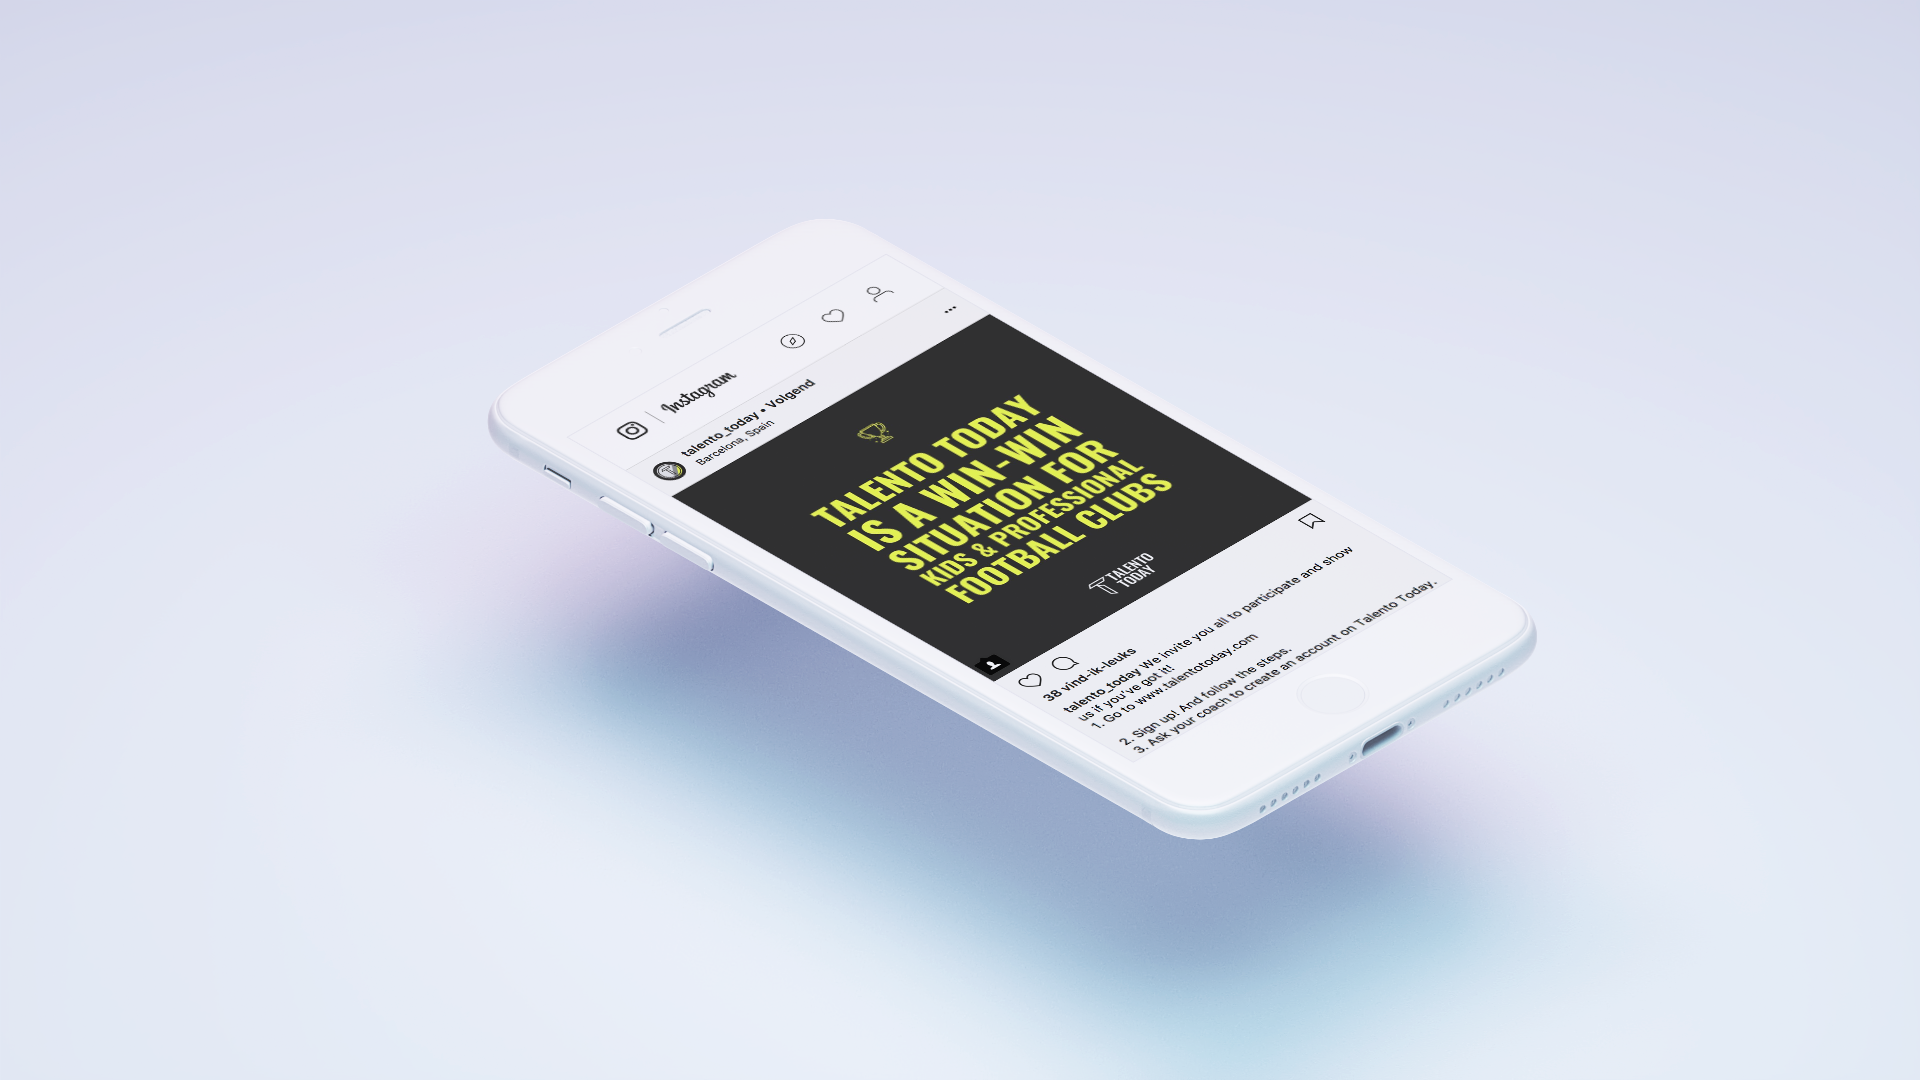 Instagram
talento_today • Volgend
Barcelona, Spain
TALENTO TODAY
IS A WIN-WIN
SITUATION FOR
KIDS & PROFESSIONAL
FOOTBALL CLUBS
TALENTO
TODAY
38 vind-ik-leuks
talento_today We invite you all to participate and show
us if you've got it!
1. Go to www.talentotoday.com
2. Sign up! And follow the steps.
3. Ask your coach to create an account on Talento Today.